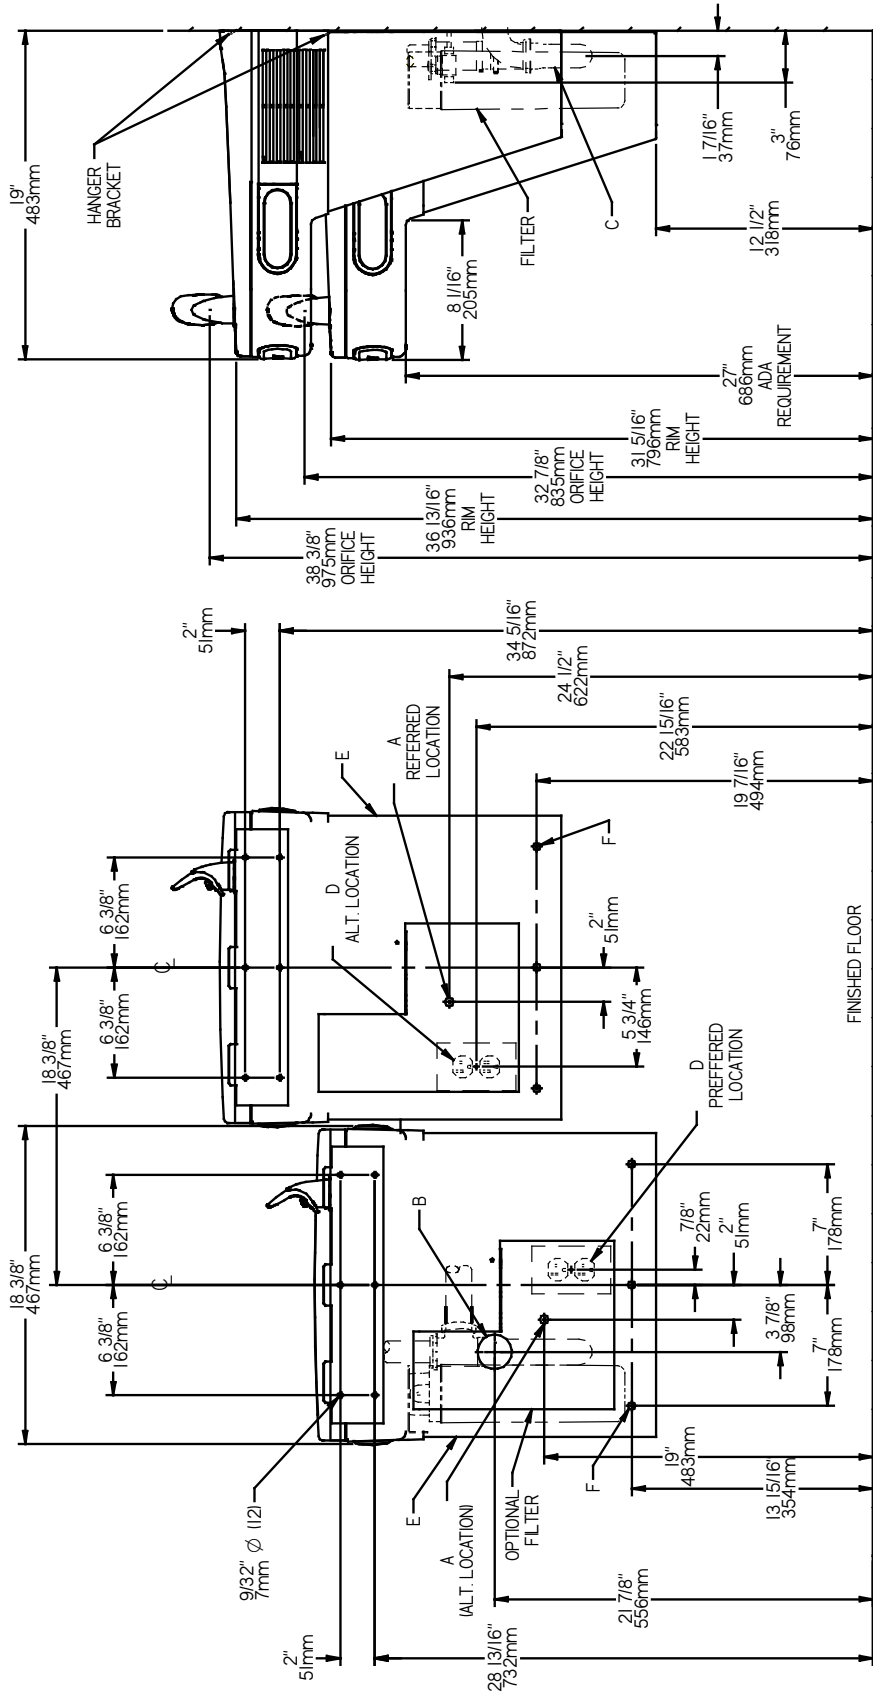 19"
483mm
HANGER
BRACKET
FILTER
C
1 7/16"
37mm
3"
76mm
12 1/2"
318mm
8 1/16"
205mm
27"
686mm
ADA
REQUIREMENT
31 5/16"
796mm
RIM
HEIGHT
32 7/8"
835mm
ORIFICE
HEIGHT
36 13/16"
936mm
RIM
HEIGHT
38 3/8"
975mm
ORIFICE
HEIGHT
2"
51mm
34 5/16"
872mm
24 1/2"
622mm
22 15/16"
583mm
19 7/16"
494mm
A
REFERRED
LOCATION
E
D
ALT. LOCATION
F
6 3/8"
162mm
6 3/8"
162mm
CL
18 3/8"
467mm
2"
51mm
5 3/4"
146mm
FINISHED FLOOR
D
PREFFERED
LOCATION
18 3/8"
467mm
6 3/8"
162mm
6 3/8"
162mm
CL
B
7/8"
22mm
2"
51mm
7"
178mm
3 7/8"
98mm
7"
178mm
9/32" Ø (12)
7mm
E
A
(ALT. LOCATION)
OPTIONAL
FILTER
F
19"
483mm
13 15/16"
354mm
21 7/8"
556mm
2"
51mm
28 13/16"
732mm